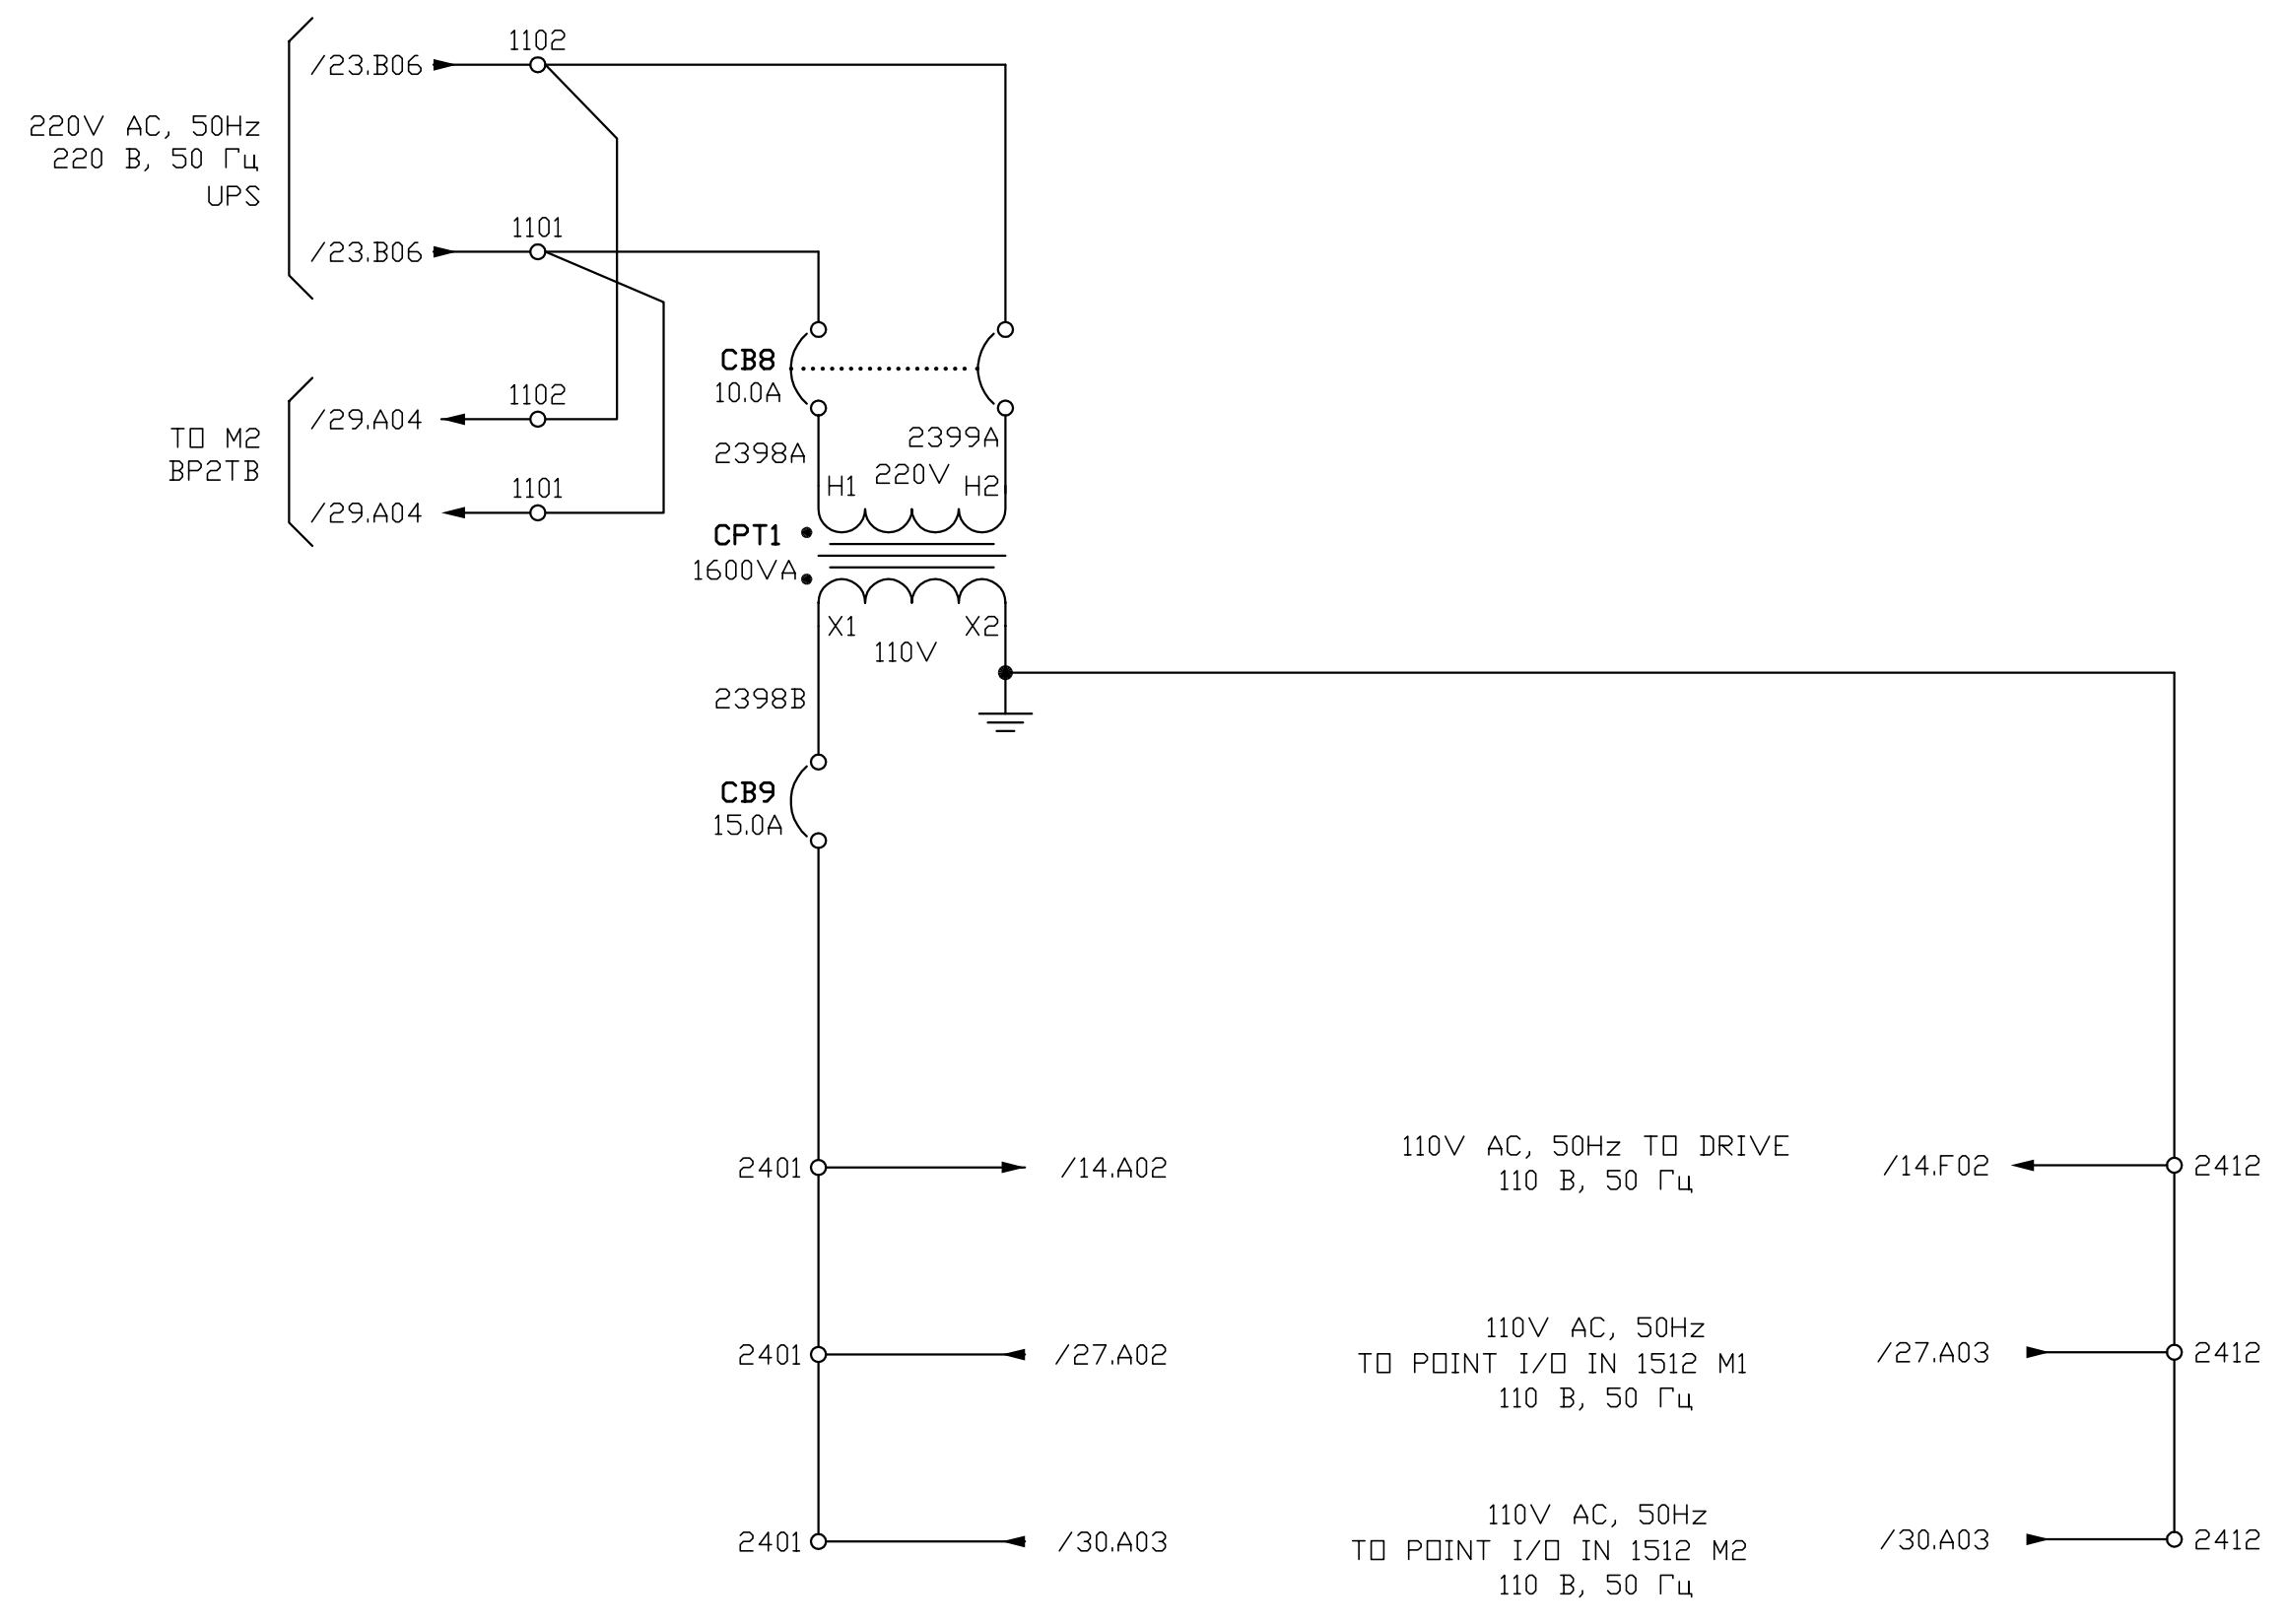 1102
/23.B06
220V AC, 50Hz
220 В, 50 Гц
UPS
1101
/23.B06
1102
/29.A04
TO M2
BP2TB
1101
/29.A04
CB8
10.0A
2398A
2399A
H1
220V
H2
CPT1
1600VA
X1
X2
110V
2398B
CB9
15.0A
2401
/14.A02
110V AC, 50Hz TO DRIVE
110 В, 50 Гц
/14.F02
2412
2401
/27.A02
110V AC, 50Hz
TO POINT I/O IN 1512 M1
110 В, 50 Гц
/27.A03
2412
2401
/30.A03
110V AC, 50Hz
TO POINT I/O IN 1512 M2
110 В, 50 Гц
/30.A03
2412